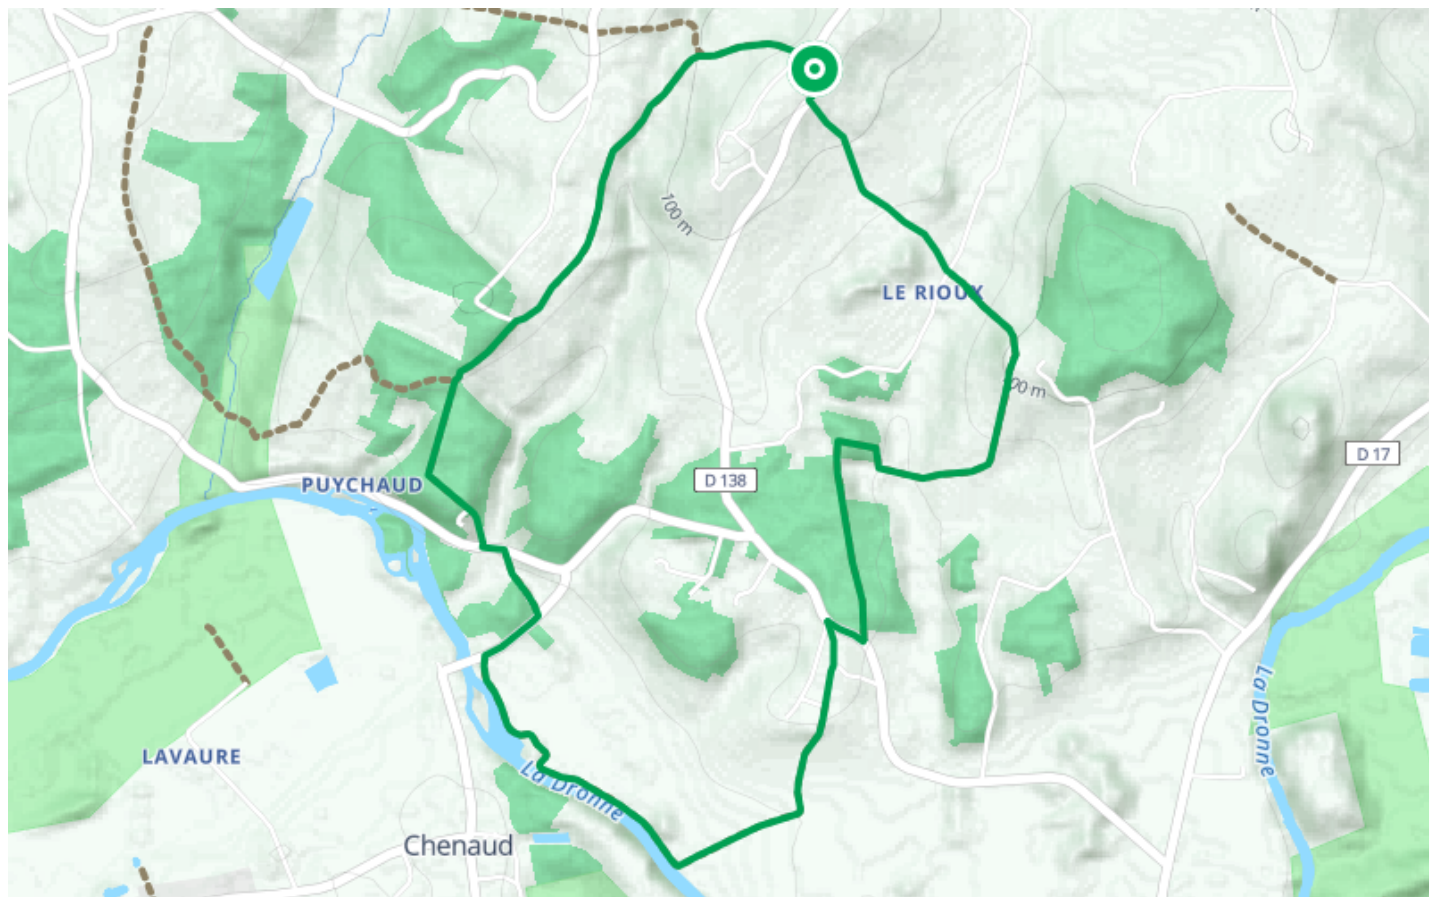 100 m
LE RIOUX
00 m
D 17
D 138
PUYCHAUD
La Dronne
LAVAURE
La Dronne
Chenaud